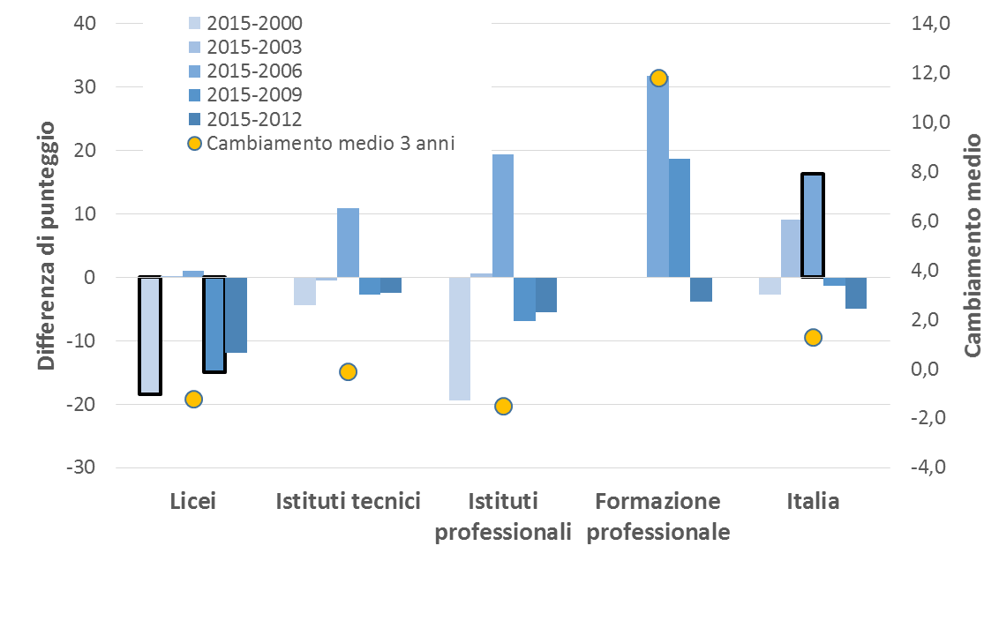 40
30
20
10
0
-10
-20
-30
Differenza di punteggio
2015-2000
2015-2003
2015-2006
2015-2009
2015-2012
Cambiamento medio 3 anni
14,0
12,0
10,0
8,0
6,0
4,0
2,0
0,0
-2,0
-4,0
Cambiamento medio
Licei
Istituti tecnici
Istituti
professionali
Formazione
professionale
Italia